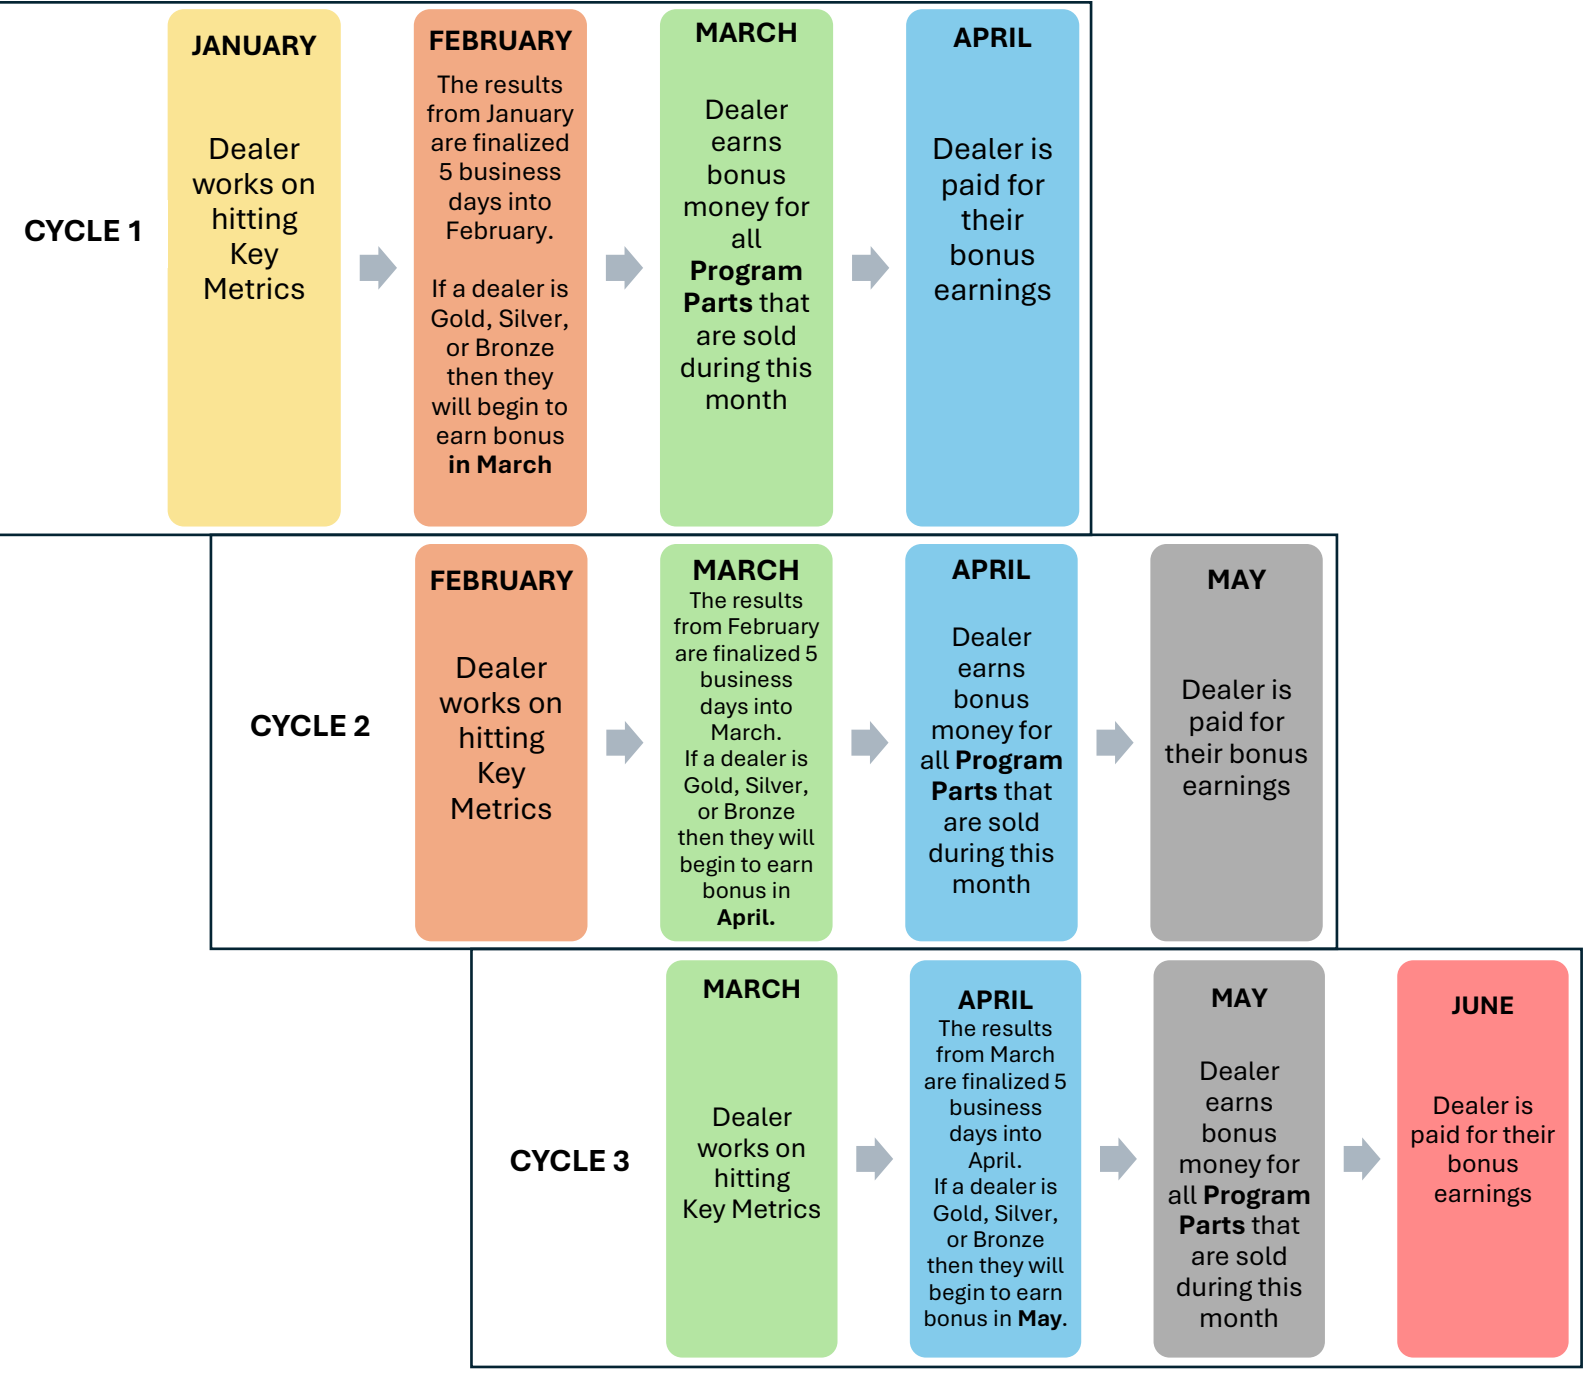 CYCLE 1
JANUARY
Dealer
works on
hitting
Key
Metrics
FEBRUARY
The results
from January
are finalized
5 business
days into
February.
If a dealer is
Gold, Silver,
or Bronze
then they
will begin to
earn bonus
in March
MARCH
Dealer
earns
bonus
money for
all
Program
Parts that
are sold
during this
month
APRIL
Dealer is
paid for
their
bonus
earnings
CYCLE 2
FEBRUARY
Dealer
works on
hitting
Key
Metrics
MARCH
The results
from February
are finalized 5
business
days into
March.
If a dealer is
Gold, Silver,
or Bronze
then they will
begin to earn
bonus in
April.
APRIL
Dealer
earns
bonus
money for
all Program
Parts that
are sold
during this
month
MAY
Dealer is
paid for
their bonus
earnings
CYCLE 3
MARCH
Dealer
works on
hitting
Key Metrics
APRIL
The results
from March
are finalized 5
business
days into
April.
If a dealer is
Gold, Silver,
or Bronze
then they will
begin to earn
bonus in May.
MAY
Dealer
earns
bonus
money for
all Program
Parts that
are sold
during this
month
JUNE
Dealer is
paid for their
bonus
earnings